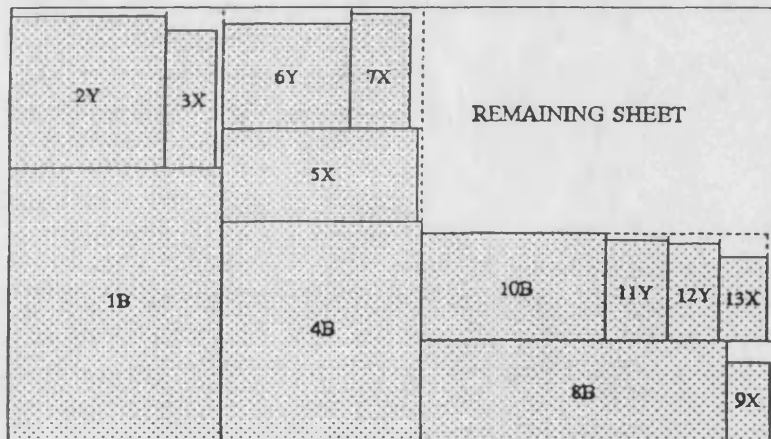 2Y
3X
6Y
7X
REMAINING SHEET
5X
1B
4B
10B
11Y
12Y
13X
8B
9X